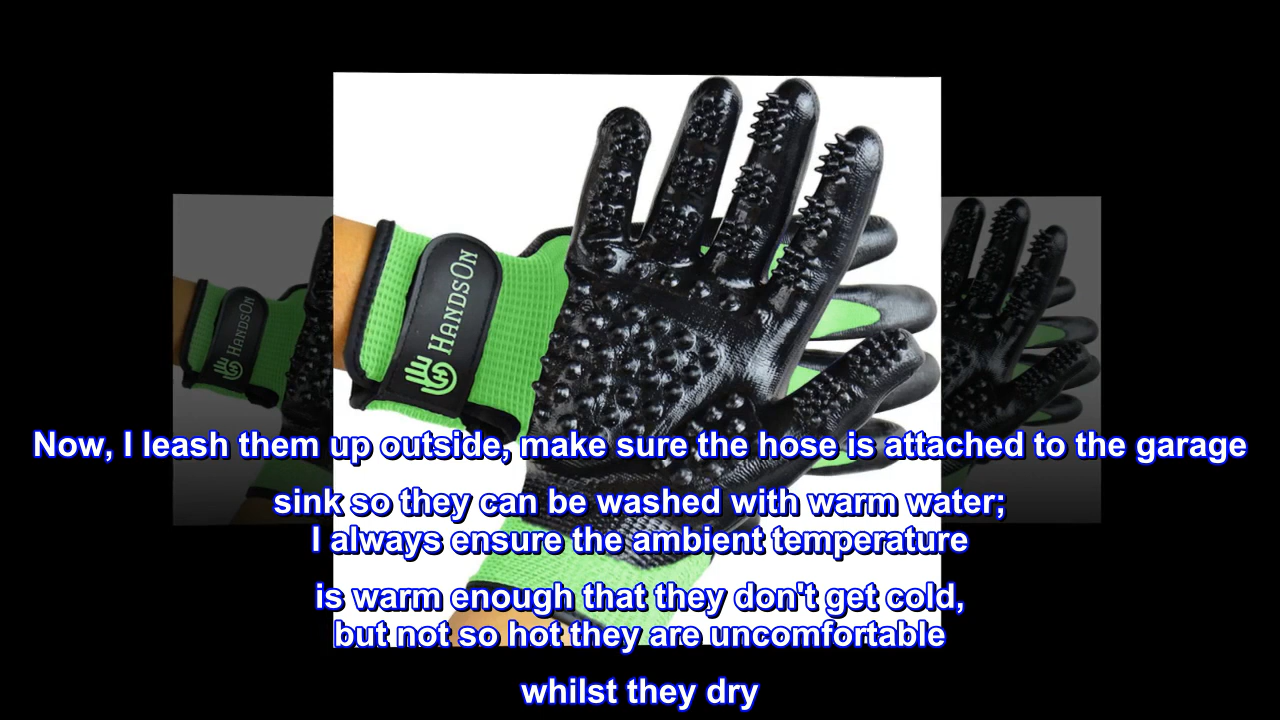 HANDSON
HANDSON
Now, I leash them up outside, make sure the hose is attached to the garage
sink so they can be washed with warm water;
I always ensure the ambient temperature
is warm enough that they don't get cold,
but not so hot they are uncomfortable
whilst they dry